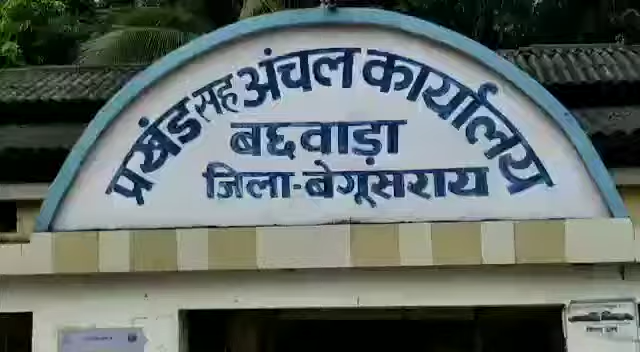 प्रखंड सह अंचल कार्यालय
बछवाड़ा
जिला-बेगूसराय